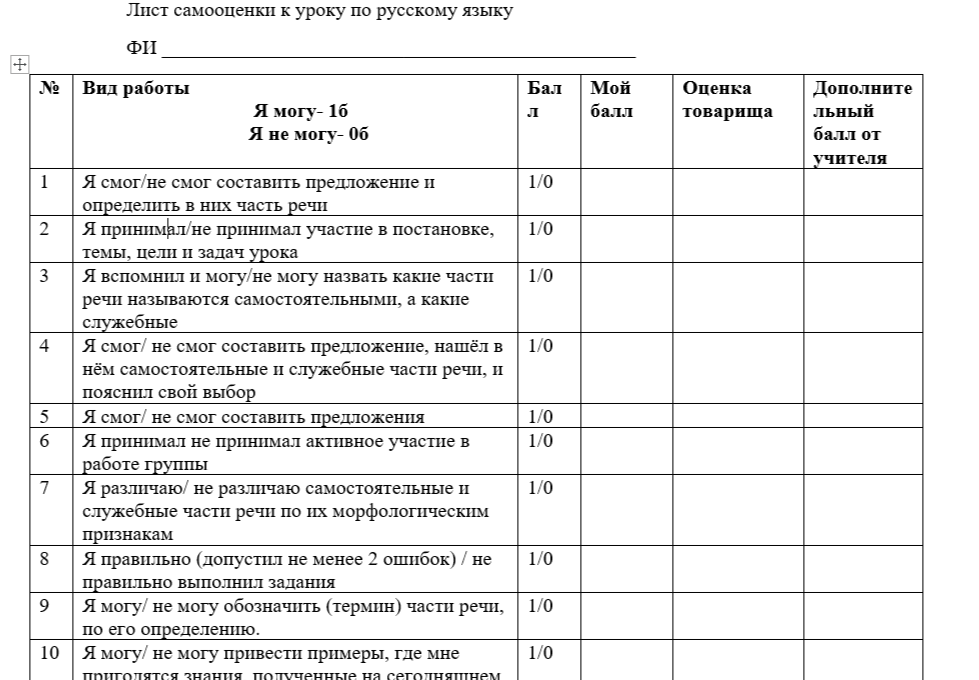 Лист самооценки к уроку по русскому языку
ФИ ___________________________________________________
№
Вид работы
Я могу- 1б
Я не могу- 0б
Бал
л
Мой
балл
Оценка
товарища
Дополните
льный
балл от
учителя
1
Я смог/не смог составить предложение и
определить в них часть речи
1/0
2
Я принимал/не принимал участие в постановке,
темы, цели и задач урока
1/0
3
Я вспомнил и могу/не могу назвать какие части
речи называются самостоятельными, а какие
служебные
1/0
4
Я смог/ не смог составить предложение, нашёл в
нём самостоятельные и служебные части речи, и
пояснил свой выбор
1/0
5
Я смог/ не смог составить предложения
1/0
6
Я принимал не принимал активное участие в
работе группы
1/0
7
Я различаю/ не различаю самостоятельные и
служебные части речи по их морфологическим
признакам
1/0
8
Я правильно (допустил не менее 2 ошибок) / не
правильно выполнил задания
1/0
9
Я могу/ не могу обозначить (термин) части речи,
по его определению.
1/0
10
Я могу/ не могу привести примеры, где мне
пригодятся знания, полученные на сегодняшнем
1/0